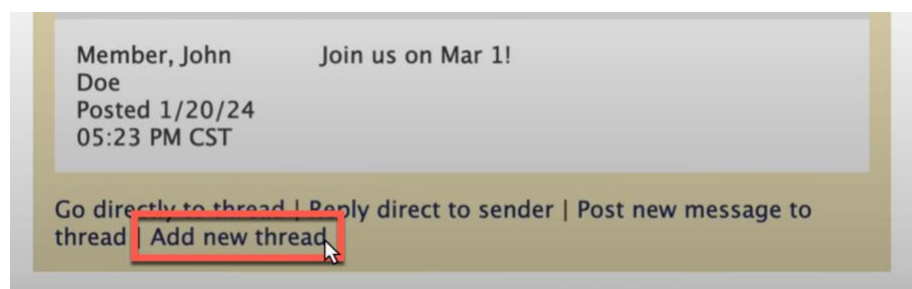 Member, John Join us on Mar 1!
Doe
Posted 1/20/24
05:23 PM CST
Go directly to thread | Reply direct to sender | Post new message to
thread | Add new thread